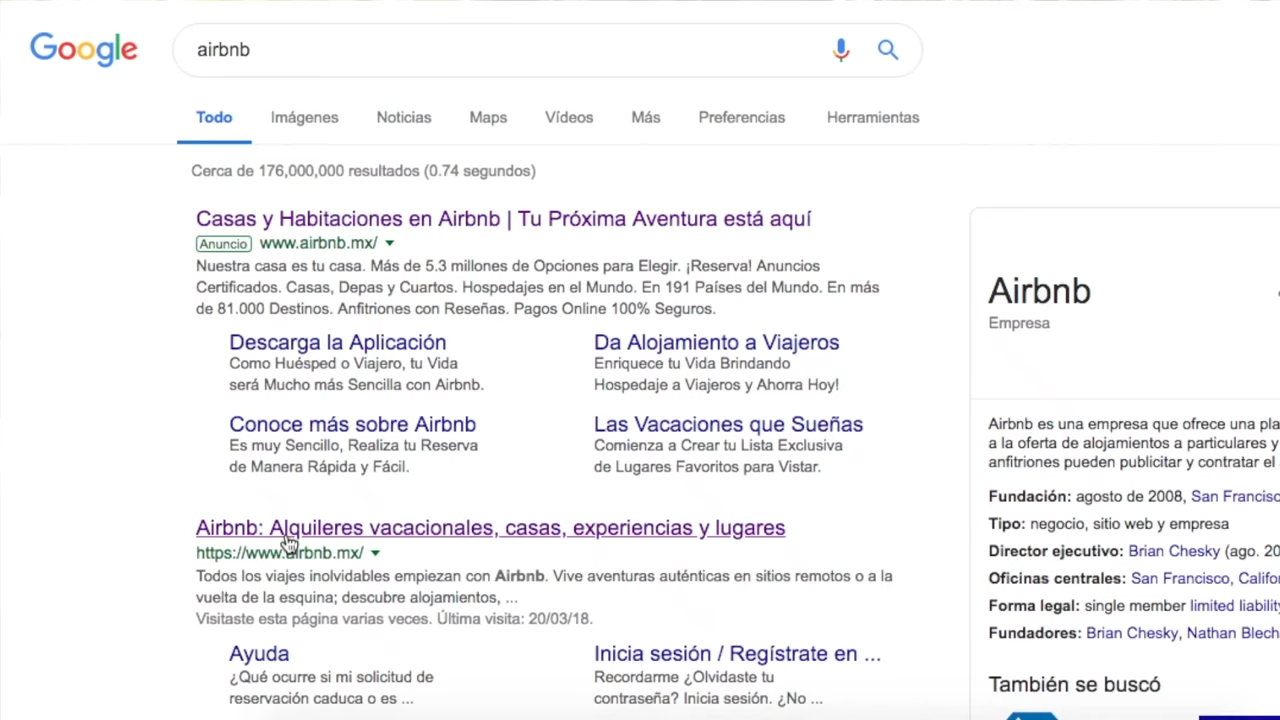 Google
airbnb
Todo Imágenes Noticias Maps Vídeos Más Preferencias Herramientas
Cerca de 176,000,000 resultados (0.74 segundos)
Casas y Habitaciones en Airbnb | Tu Próxima Aventura está aquí
Anuncio www.airbnb.mx/
Nuestra casa es tu casa. Más de 5.3 millones de Opciones para Elegir. ¡Reserva! Anuncios
Certificados. Casas, Depas y Cuartos. Hospedajes en el Mundo. En 191 Países del Mundo. En más
de 81.000 Destinos. Anfitriones con Reseñas. Pagos Online 100% Seguros.
Descarga la Aplicación
Como Huésped o Viajero, tu Vida
será Mucho más Sencilla con Airbnb.
Da Alojamiento a Viajeros
Enriquece tu Vida Brindando
Hospedaje a Viajeros y Ahorra Hoy!
Conoce más sobre Airbnb
Es muy Sencillo, Realiza tu Reserva
de Manera Rápida y Fácil.
Las Vacaciones que Sueñas
Comienza a Crear tu Lista Exclusiva
de Lugares Favoritos para Vistar.
Airbnb: Alquileres vacacionales, casas, experiencias y lugares
https://www.airbnb.mx/
Todos los viajes inolvidables empiezan con Airbnb. Vive aventuras auténticas en sitios remotos o a la
vuelta de la esquina; descubre alojamientos, ...
Visitaste esta página varias veces. Última visita: 20/03/18.
Ayuda
¿Qué ocurre si mi solicitud de
reservación caduca o es ...
Inicia sesión / Regístrate en ...
Recordarme ¿Olvidaste tu
contraseña? Inicia sesión. ¿No ...
Airbnb
Empresa
Airbnb es una empresa que ofrece una pla
a la oferta de alojamientos a particulares y
anfitriones pueden publicitar y contratar el
Fundación: agosto de 2008, San Francisc
Tipo: negocio, sitio web y empresa
Director ejecutivo: Brian Chesky (ago. 20
Oficinas centrales: San Francisco, Califo
Forma legal: single member limited liability
Fundadores: Brian Chesky, Nathan Blech
También se buscó